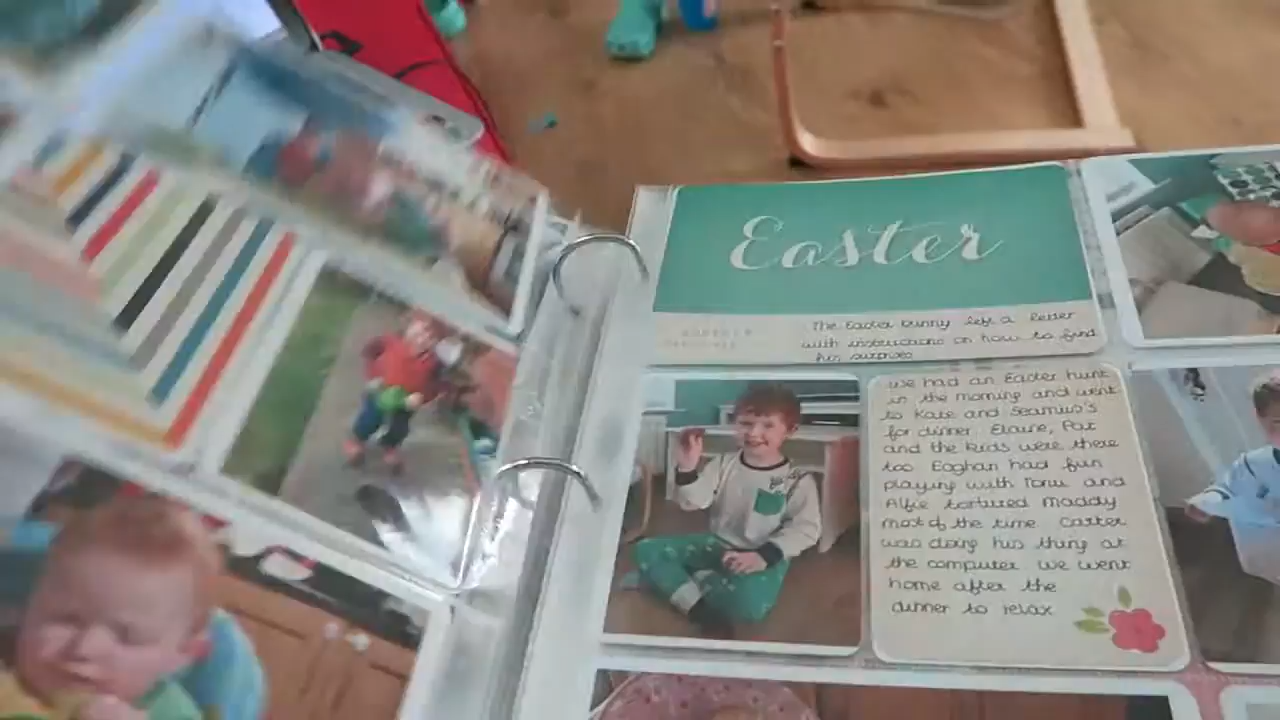 Easter
The Easter bunny left a letter
with instructions on how to find
his surprises
We had an Easter hunt
in the morning and went
to Kate and Seamus's
for dinner. Elaine, Pat
and the kids were there
too Eoghan had fun
playing with Tomas and
Alfie tortured Maddy
most of the time. Carter
was doing his thing at
the computer. We went
home after the
dinner to relax